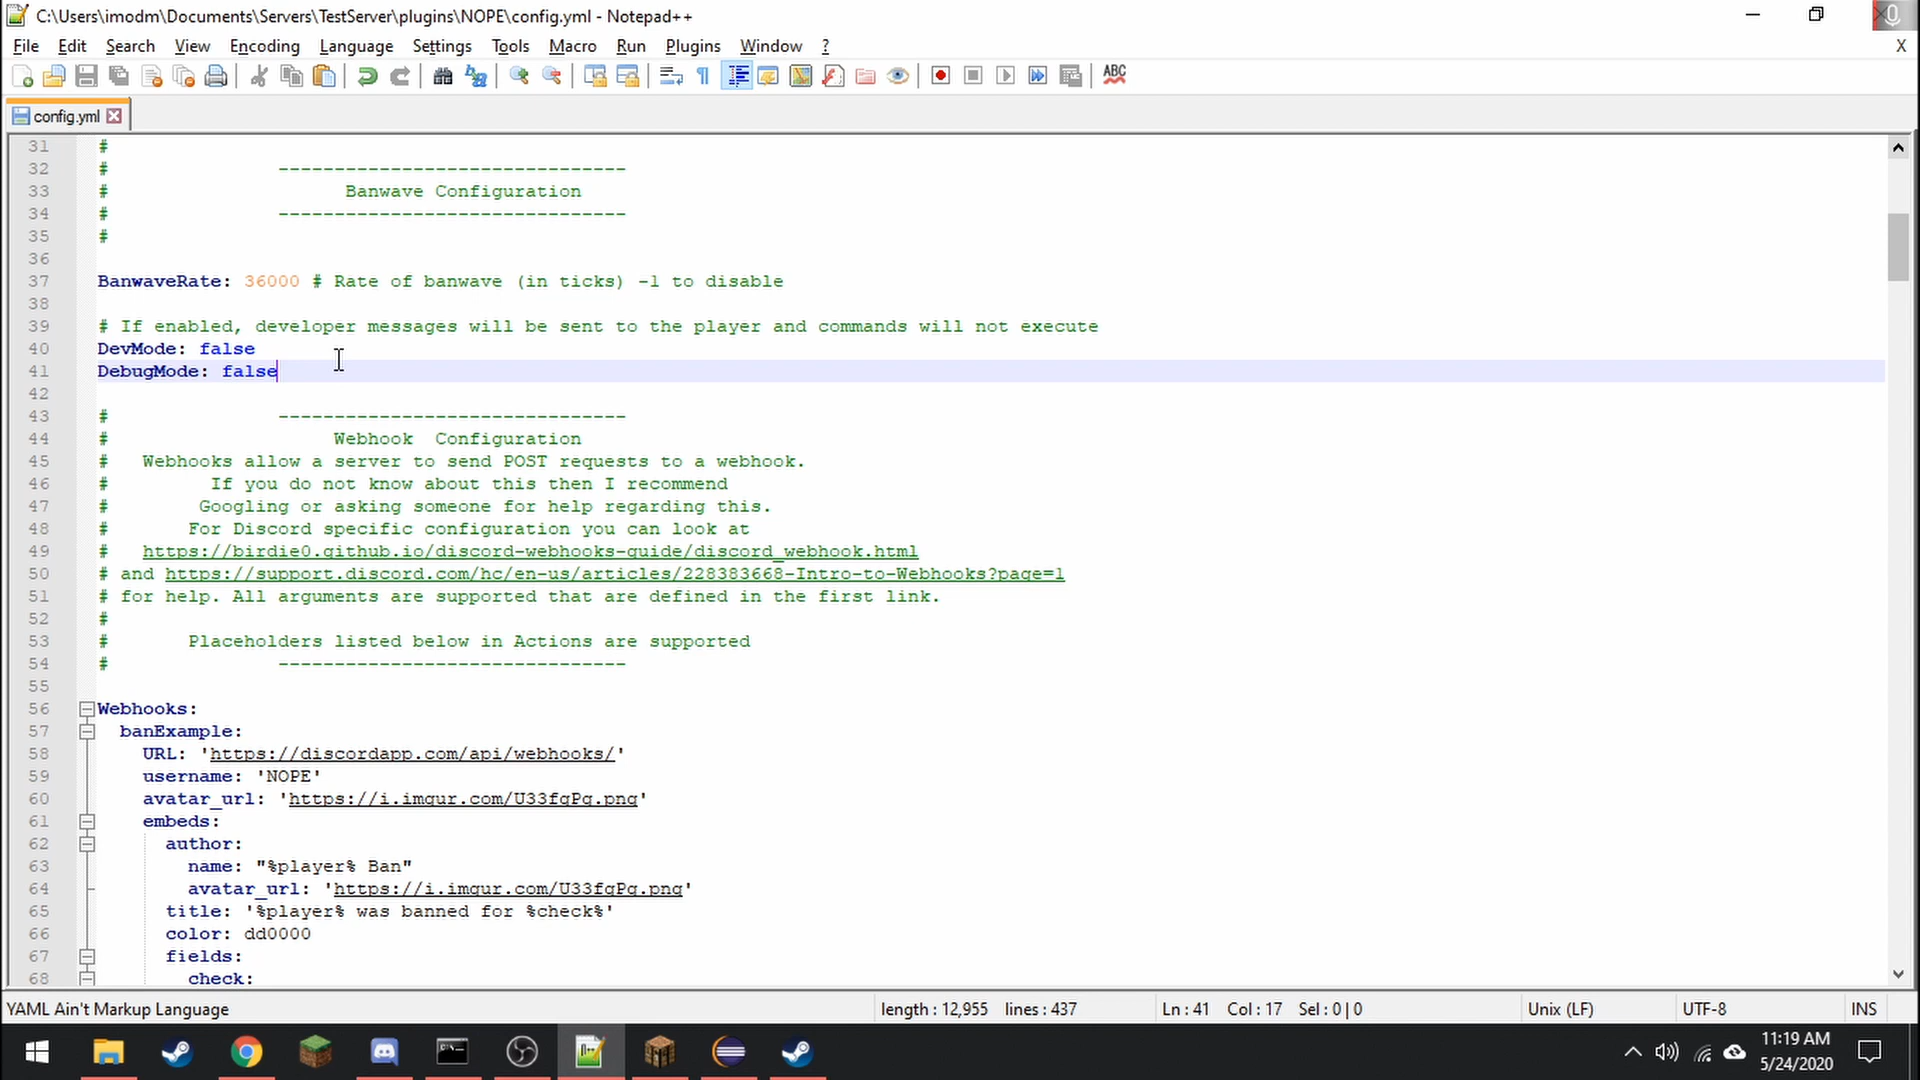 C:\Users\imodm\Documents\Servers\TestServer\plugins\NOPE\config.yml - Notepad++
File Edit Search View Encoding Language Settings Tools Macro Run Plugins Window ? X
config.yml
31 #
32 # -------------------------------
33 # Banwave Configuration
34 # -------------------------------
35 #
36
37 BanwaveRate: 36000 # Rate of banwave (in ticks) -1 to disable
38
39 # If enabled, developer messages will be sent to the player and commands will not execute
40 DevMode: false
41 DebugMode: false
42
43 # -------------------------------
44 # Webhook  Configuration
45 # Webhooks allow a server to send POST requests to a webhook.
46 # If you do not know about this then I recommend
47 # Googling or asking someone for help regarding this.
48 # For Discord specific configuration you can look at
49 # https://birdie0.github.io/discord-webhooks-guide/discord_webhook.html
50 # and https://support.discord.com/hc/en-us/articles/228383668-Intro-to-Webhooks?page=1
51 # for help. All arguments are supported that are defined in the first link.
52 #
53 # Placeholders listed below in Actions are supported
54 # -------------------------------
55
56 Webhooks:
57 banExample:
58 URL: 'https://discordapp.com/api/webhooks/'
59 username: 'NOPE'
60 avatar_url: 'https://i.imgur.com/U33fgPg.png'
61 embeds:
62 author:
63 name: "%player% Ban"
64 avatar_url: 'https://i.imgur.com/U33fgPg.png'
65 title: '%player% was banned for %check%'
66 color: dd0000
67 fields:
68 check:
YAML Ain't Markup Language length : 12,955 lines : 437 Ln : 41 Col : 17 Sel : 0 | 0 Unix (LF) UTF-8 INS
11:19 AM
5/24/2020